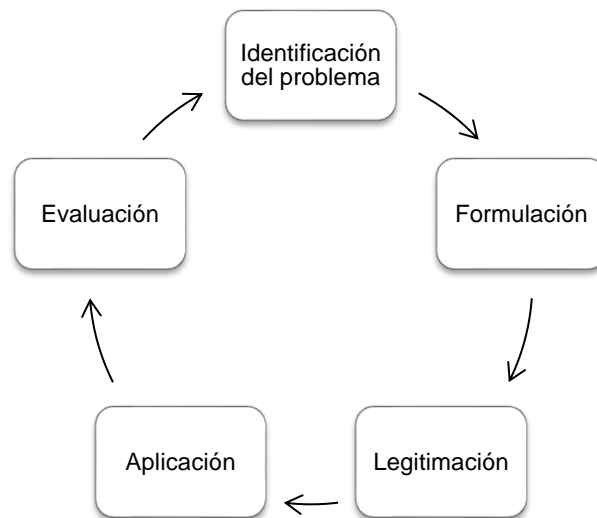 Identificación
del problema
Formulación
Legitimación
Aplicación
Evaluación